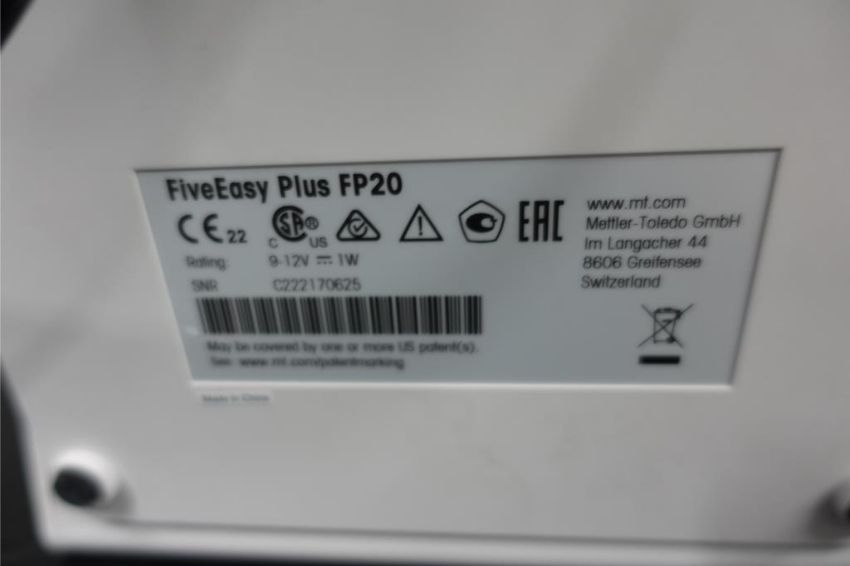 FiveEasy Plus FP20
CE 22
C SA® US
EAC
Rating: 9-12V ⎓ 1W
SNR C222170625
May be covered by one or more US patent(s).
See: www.mt.com/patentmarking
www.mt.com
Mettler-Toledo GmbH
Im Langacher 44
8606 Greifensee
Switzerland
Made in China